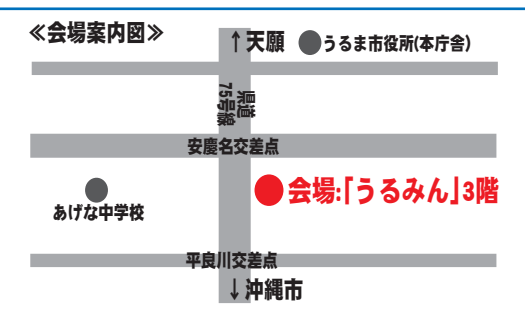 ≪会場案内図≫
↑天願
うるま市役所(本庁舎)
県道
75号線
安慶名交差点
会場:「うるみん」3階
あげな中学校
平良川交差点
↓沖縄市